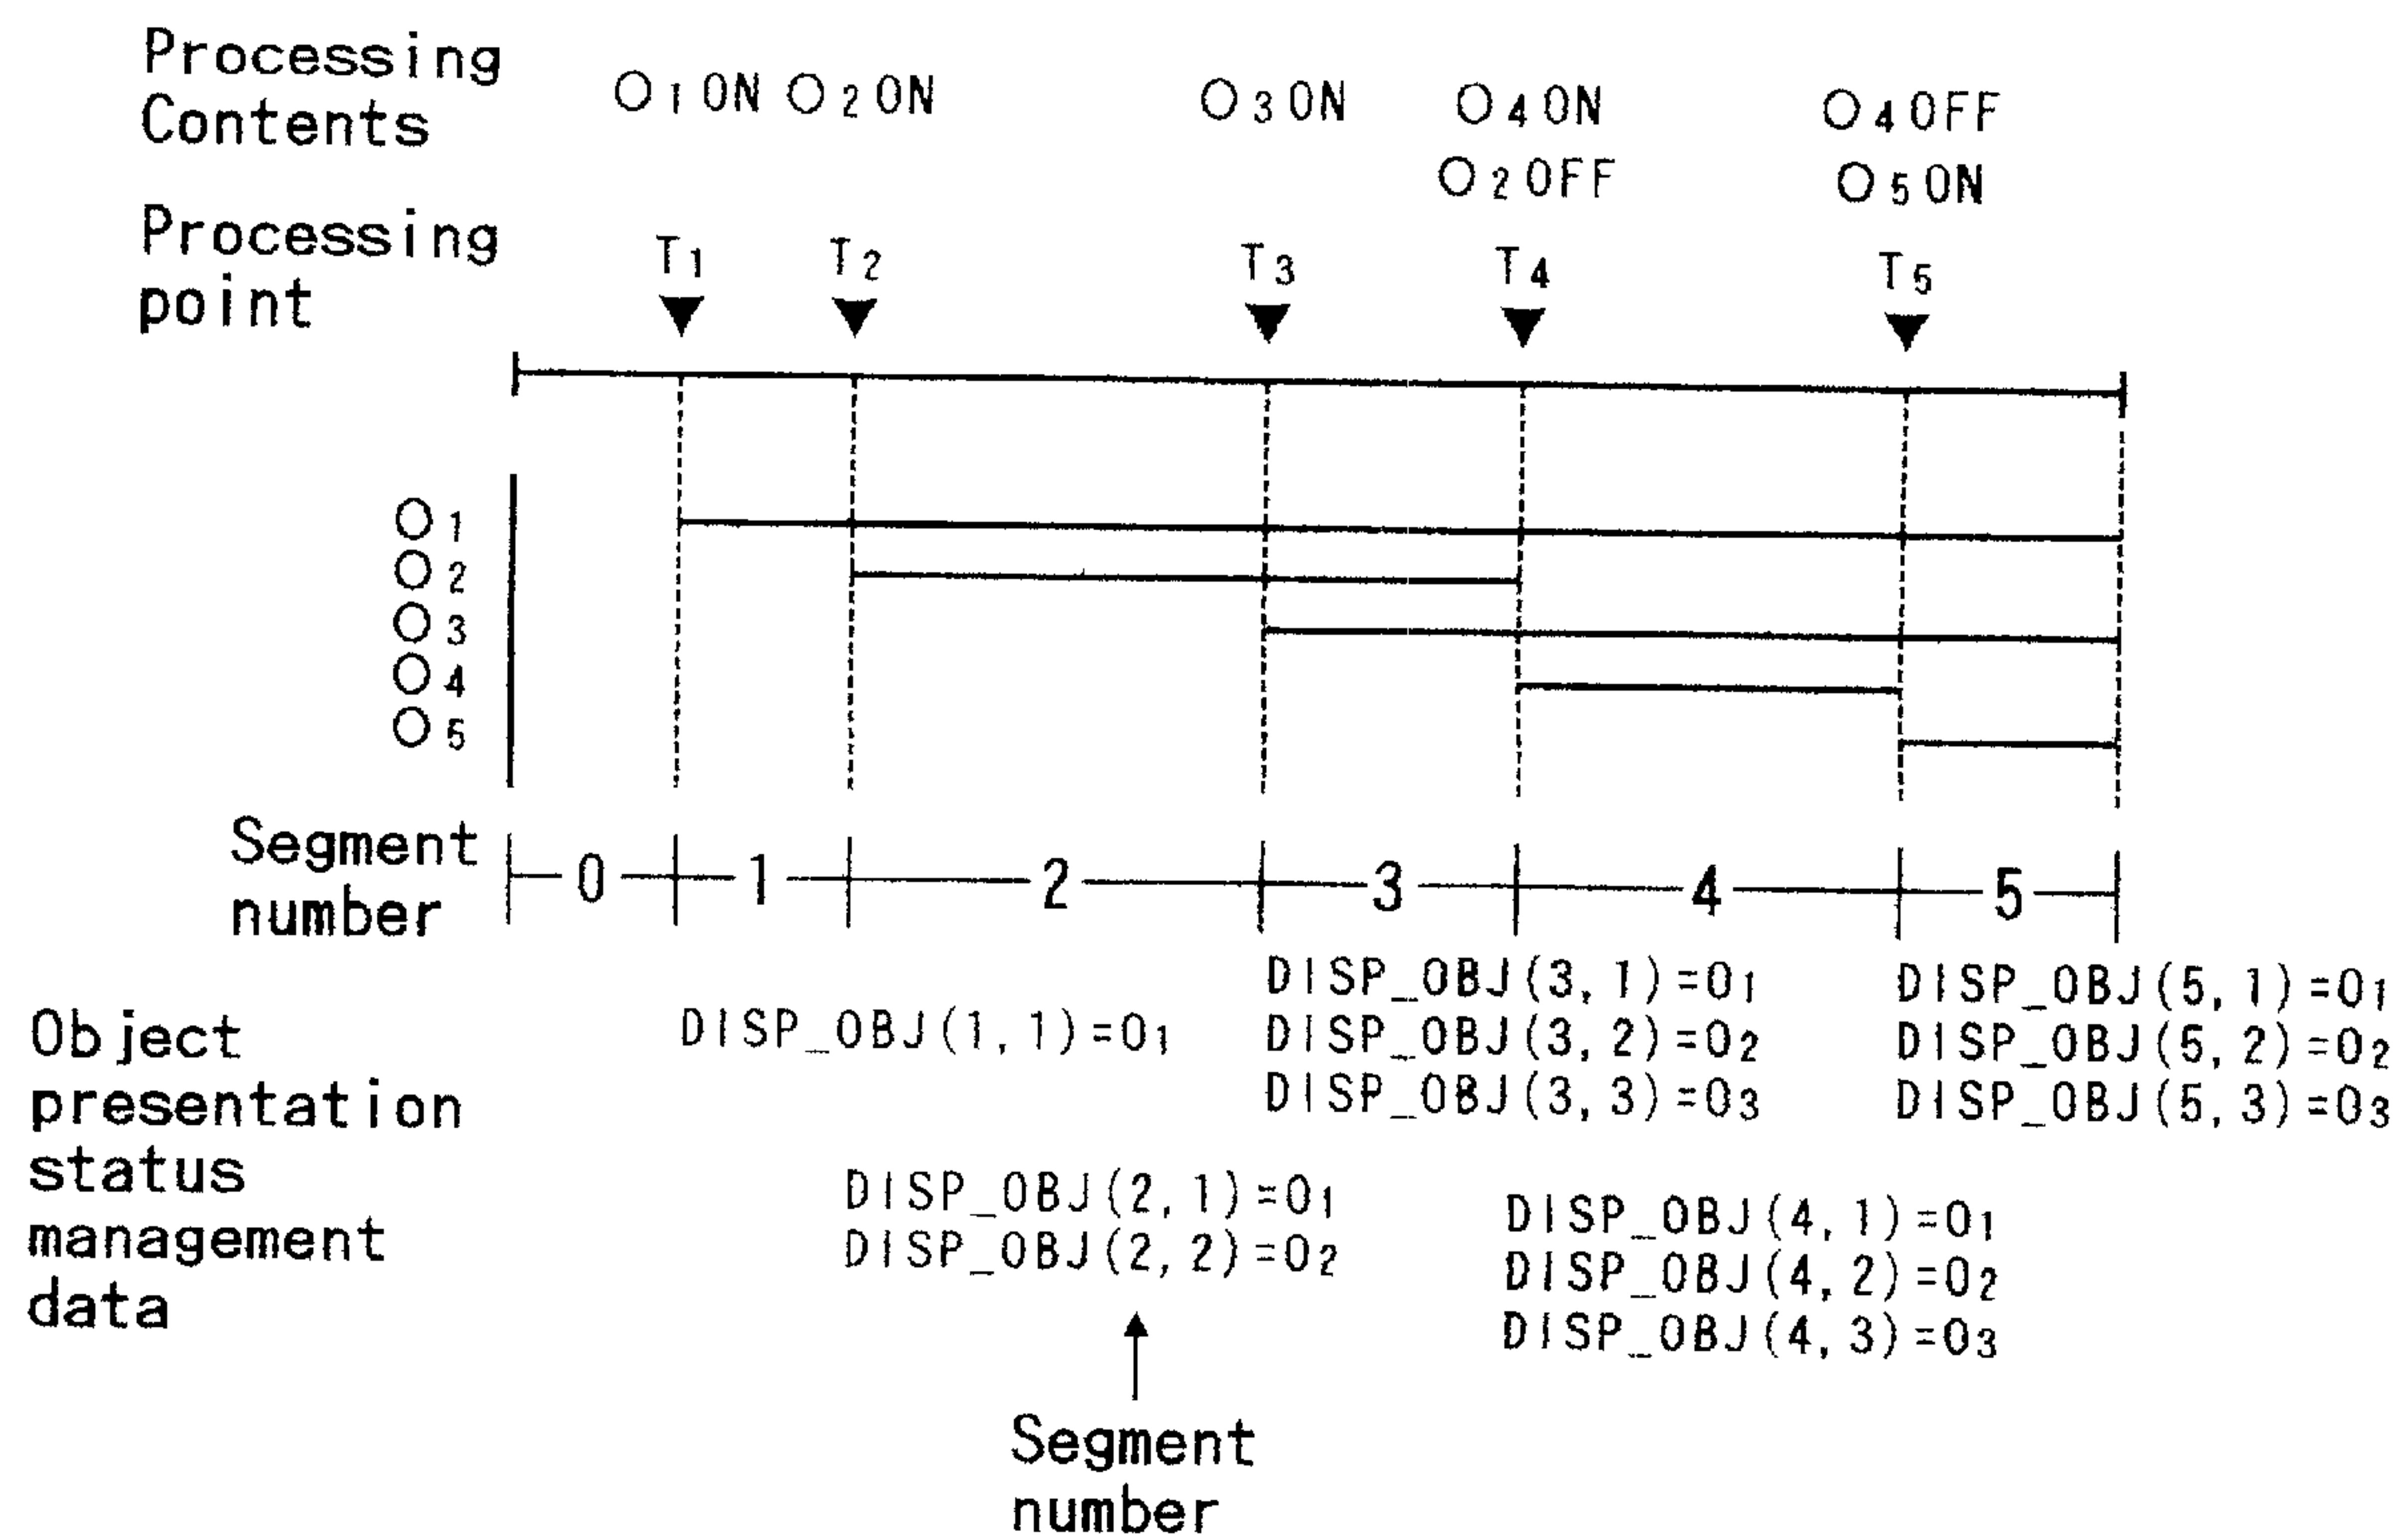 Processing
Contents
O1ON O2ON O3ON O4ON O4OFF
O2OFF O5ON
Processing
point
T1 T2 T3 T4 T5
O1
O2
O3
O4
O5
Segment
number
0 1 2 3 4 5
Object
presentation
status
management
data
DISP_OBJ(1,1)=O1
DISP_OBJ(2,1)=O1
DISP_OBJ(2,2)=O2
DISP_OBJ(3,1)=O1
DISP_OBJ(3,2)=O2
DISP_OBJ(3,3)=O3
DISP_OBJ(4,1)=O1
DISP_OBJ(4,2)=O2
DISP_OBJ(4,3)=O3
DISP_OBJ(5,1)=O1
DISP_OBJ(5,2)=O2
DISP_OBJ(5,3)=O3
Segment
number